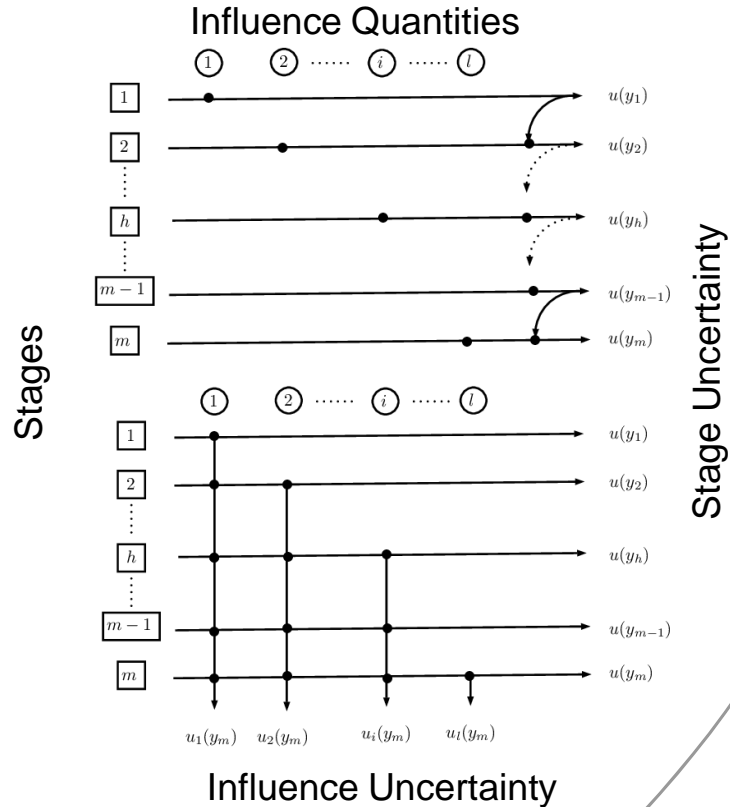 Influence Quantities
1 2 ...... i ...... l
1 u(y₁)
2 u(y₂)
h u(yₕ)
m − 1 u(yₘ₋₁)
m u(yₘ)
Stages
Stage Uncertainty
1 2 ...... i ...... l
1 u(y₁)
2 u(y₂)
h u(yₕ)
m − 1 u(yₘ₋₁)
m u(yₘ)
u₁(yₘ) u₂(yₘ) uᵢ(yₘ) uₗ(yₘ)
Influence Uncertainty